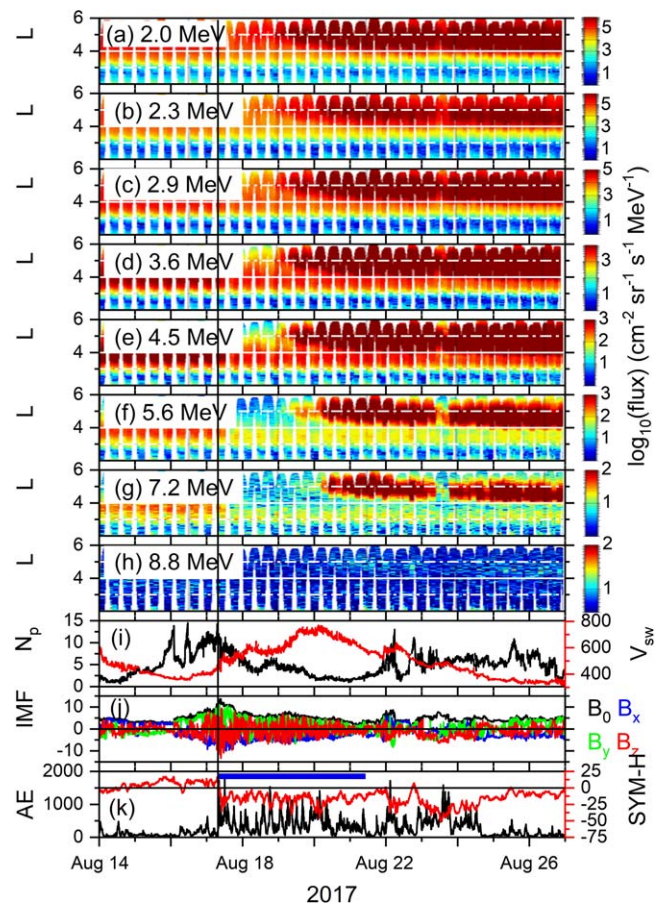 6
L
4
(a) 2.0 MeV
5
3
1
6
L
4
(b) 2.3 MeV
5
3
1
6
L
4
(c) 2.9 MeV
5
3
1
6
L
4
(d) 3.6 MeV
3
1
6
L
4
(e) 4.5 MeV
3
2
1
6
L
4
(f) 5.6 MeV
3
2
1
6
L
4
(g) 7.2 MeV
2
1
0
6
L
4
(h) 8.8 MeV
2
1
0
log₁₀(flux) (cm⁻² sr⁻¹ s⁻¹ MeV⁻¹)
Nₚ
15
10
5
0
(i)
800
600
400
V_sw
IMF
10
0
-10
(j)
B₀ Bₓ
B_y B_z
AE
2000
1000
0
(k)
25
0
-25
-50
-75
SYM-H
Aug 14 Aug 18 Aug 22 Aug 26
2017